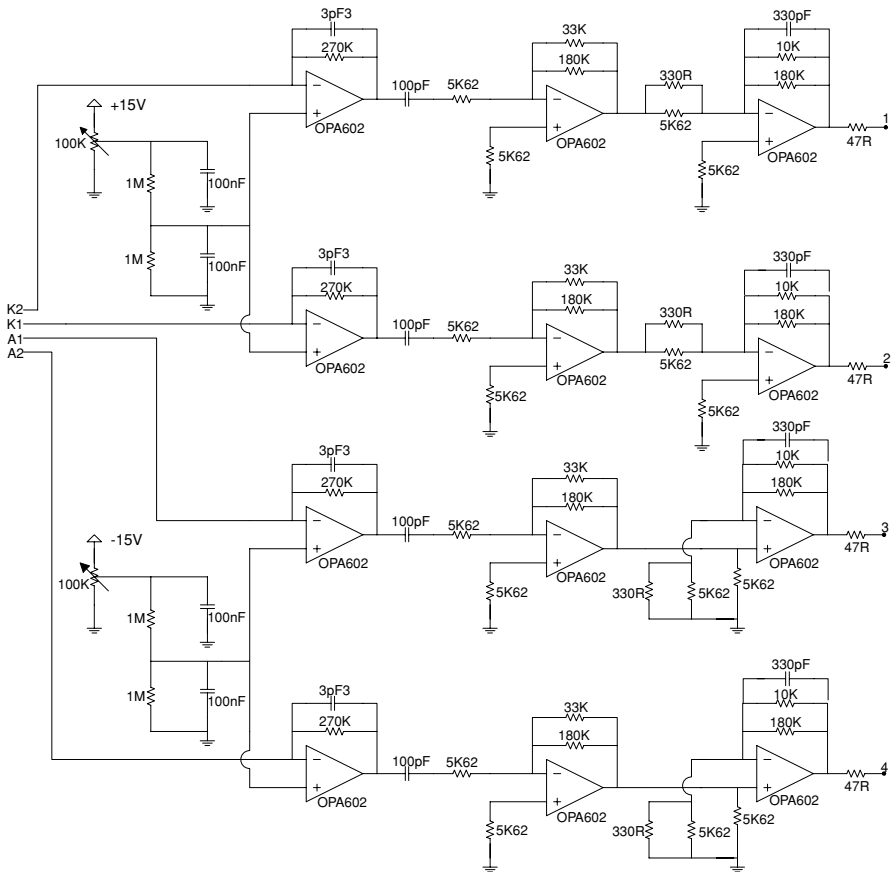 3pF3
270K
OPA602
100pF
5K62
33K
180K
5K62
OPA602
330R
5K62
330pF
10K
180K
5K62
OPA602
47R
1
+15V
100K
1M
100nF
1M
100nF
K2
K1
A1
A2
3pF3
270K
OPA602
100pF
5K62
33K
180K
5K62
OPA602
330R
5K62
330pF
10K
180K
5K62
OPA602
47R
2
3pF3
270K
OPA602
100pF
5K62
33K
180K
5K62
OPA602
330pF
10K
180K
330R
5K62
5K62
OPA602
47R
3
-15V
100K
1M
100nF
1M
100nF
3pF3
270K
OPA602
100pF
5K62
33K
180K
5K62
OPA602
330pF
10K
180K
330R
5K62
5K62
OPA602
47R
4